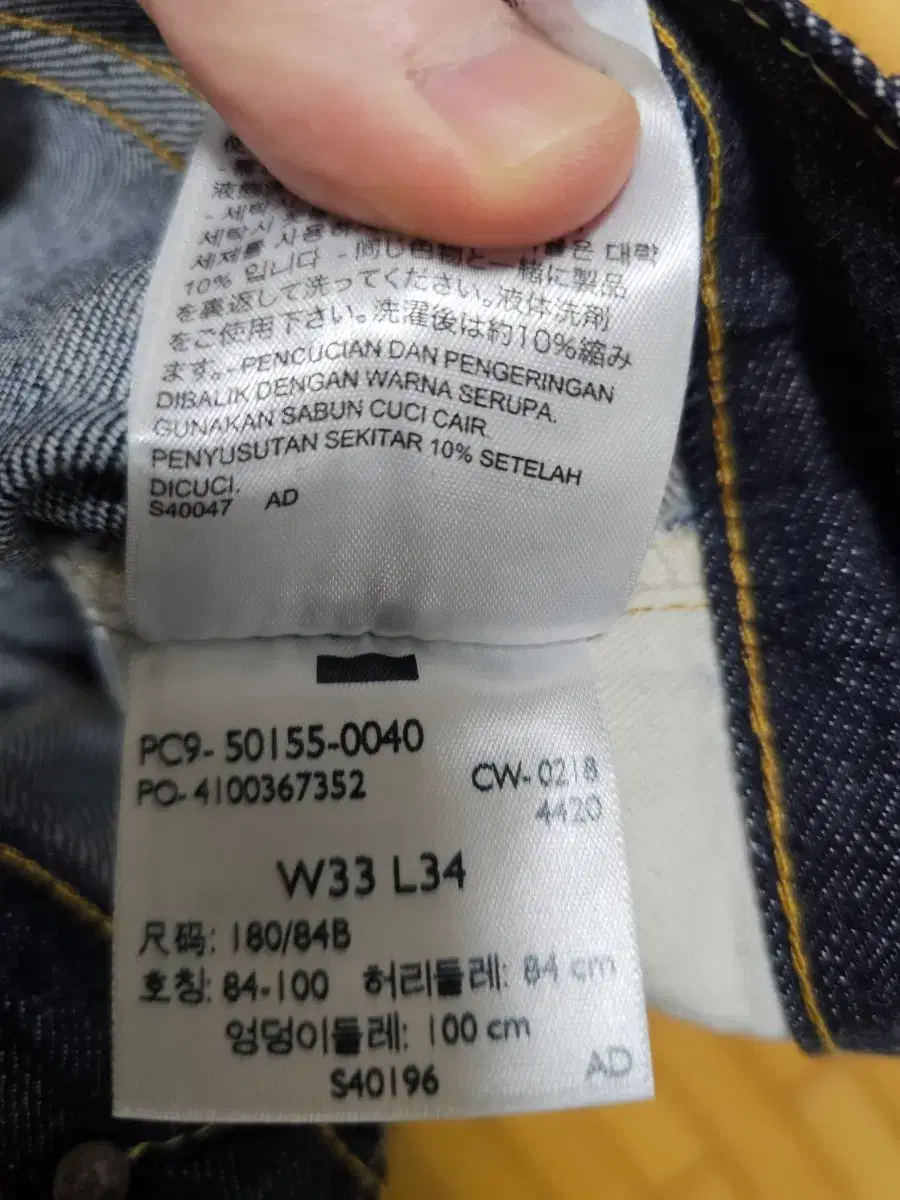 液
- 세탁
세탁시
세제를 사용하 은 대략
10% 입니다 - 同じ色物と一緒に製品
を裏返して洗ってください。液体洗剤
をご使用下さい。洗濯後は約10%縮み
ます。- PENCUCIAN DAN PENGERINGAN
DIBALIK DENGAN WARNA SERUPA.
GUNAKAN SABUN CUCI CAIR.
PENYUSUTAN SEKITAR 10% SETELAH
DICUCI.
S40047 AD
PC9- 50155-0040
PO- 4100367352 CW- 0218
4420
W33 L34
尺码: 180/84B
호칭: 84-100 허리둘레: 84 cm
엉덩이둘레: 100 cm
S40196 AD